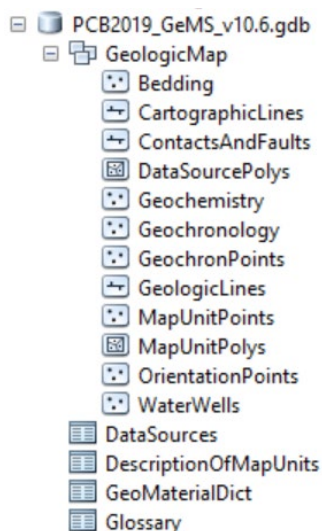 PCB2019_GeMS_v10.6.gdb
GeologicMap
Bedding
CartographicLines
ContactsAndFaults
DataSourcePolys
Geochemistry
Geochronology
GeochronPoints
GeologicLines
MapUnitPoints
MapUnitPolys
OrientationPoints
WaterWells
DataSources
DescriptionOfMapUnits
GeoMaterialDict
Glossary